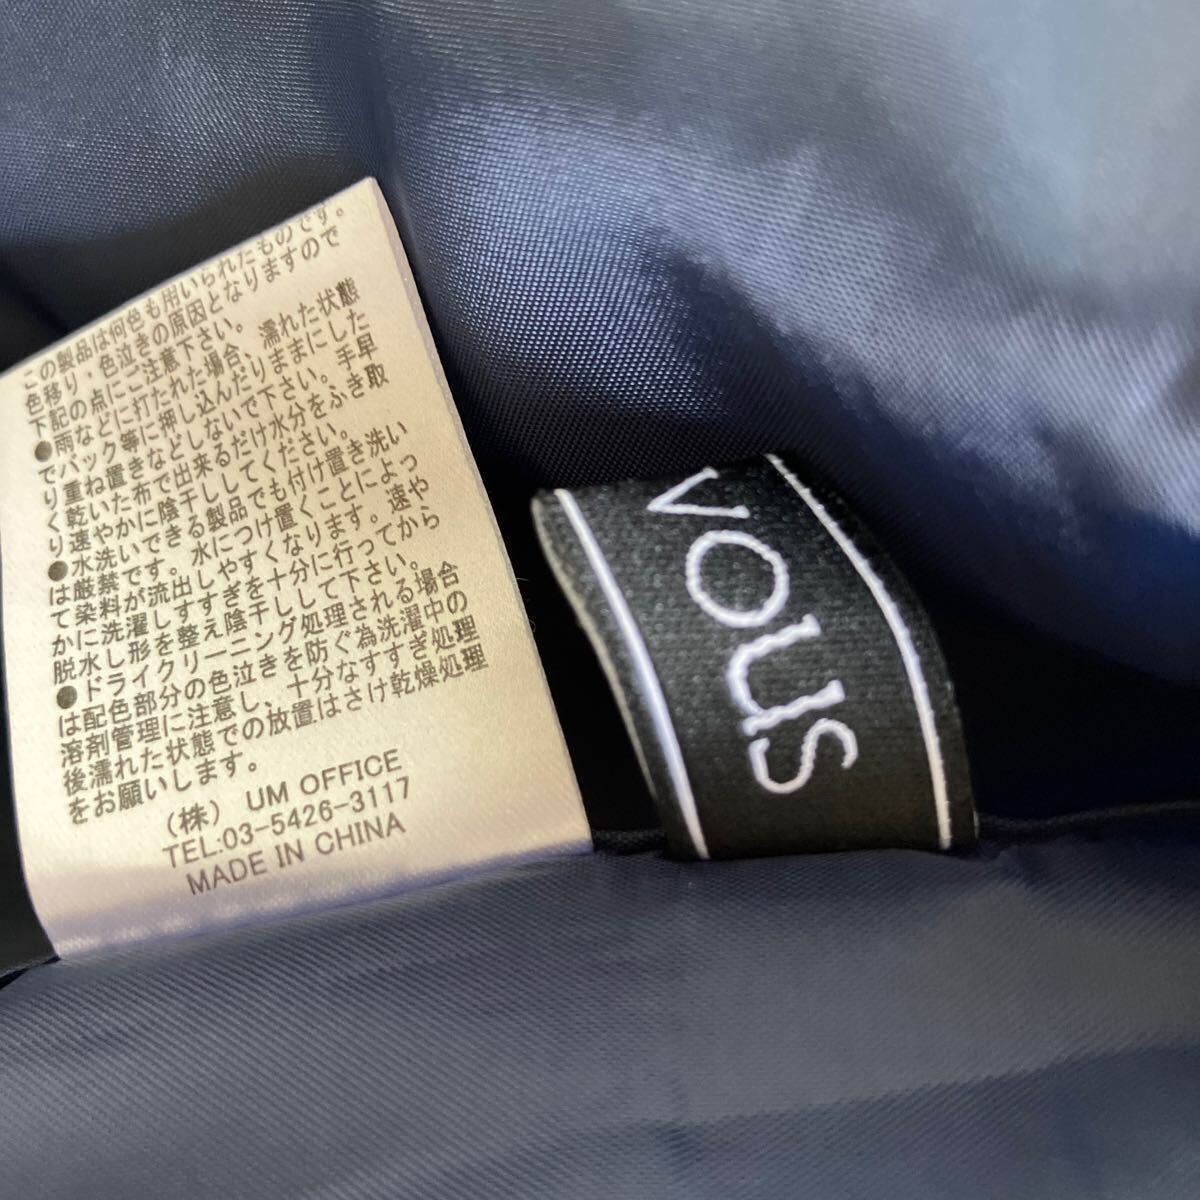 この製品は何色も用いられたものです。
色移り・色泣きの原因となりますので
下記の点にご注意下さい。
●雨などに打たれた場合、濡れた状態
でバック等に押し込んだりままにした
り重ね置きなどしないで下さい。手早
く乾いた布で出来るだけ水分をふき取
り速やかに陰干ししてください。
●水洗いできる製品でも付け置き洗い
は厳禁です。水につけ置くことによっ
て染料が流出しやすくなります。速や
かに洗濯しすすぎを十分に行ってから
脱水し形を整え陰干しして下さい。
●ドライクリーニング処理される場合
は配色部分の色泣きを防ぐ為洗濯中の
溶剤管理に注意し、十分なすすぎ処理
後濡れた状態での放置はさけ乾燥処理
をお願いします。
(株) UM OFFICE
TEL:03-5426-3117
MADE IN CHINA
vous